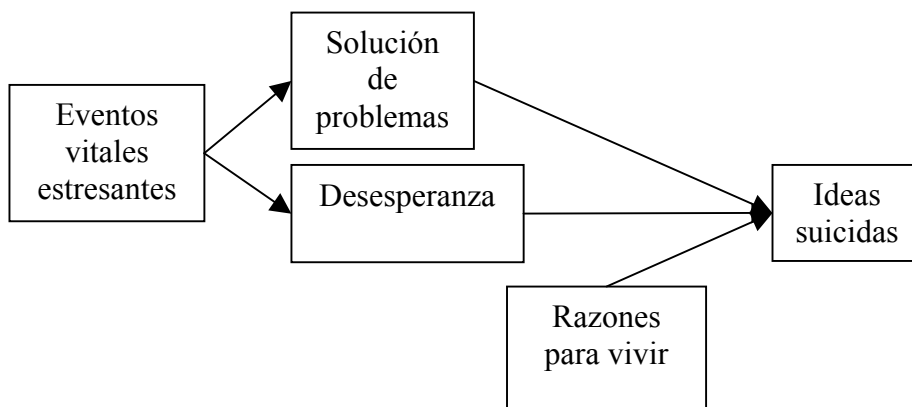 Solución
de
problemas
Eventos
vitales
estresantes
Desesperanza
Ideas
suicidas
Razones
para vivir